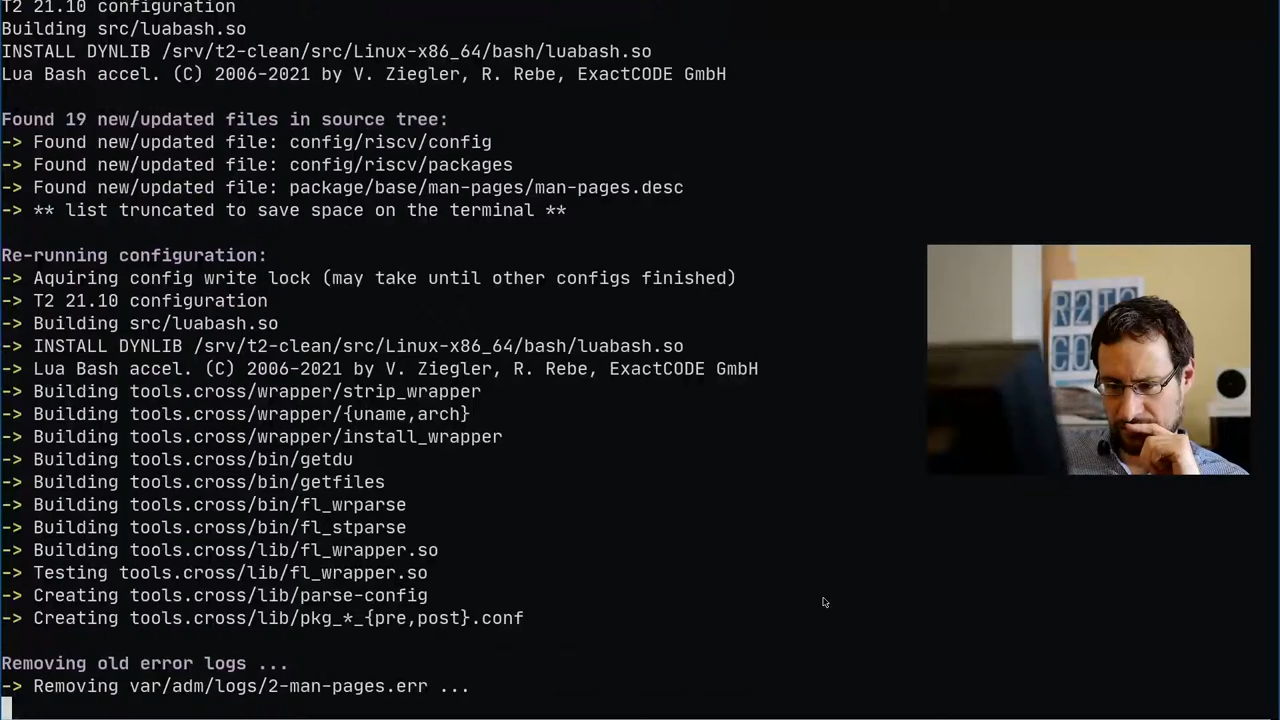 T2 21.10 configuration
Building src/luabash.so
INSTALL DYNLIB /srv/t2-clean/src/Linux-x86_64/bash/luabash.so
Lua Bash accel. (C) 2006-2021 by V. Ziegler, R. Rebe, ExactCODE GmbH
Found 19 new/updated files in source tree:
-> Found new/updated file: config/riscv/config
-> Found new/updated file: config/riscv/packages
-> Found new/updated file: package/base/man-pages/man-pages.desc
-> ** list truncated to save space on the terminal **
Re-running configuration:
-> Aquiring config write lock (may take until other configs finished)
-> T2 21.10 configuration
-> Building src/luabash.so
-> INSTALL DYNLIB /srv/t2-clean/src/Linux-x86_64/bash/luabash.so
-> Lua Bash accel. (C) 2006-2021 by V. Ziegler, R. Rebe, ExactCODE GmbH
-> Building tools.cross/wrapper/strip_wrapper
-> Building tools.cross/wrapper/{uname,arch}
-> Building tools.cross/wrapper/install_wrapper
-> Building tools.cross/bin/getdu
-> Building tools.cross/bin/getfiles
-> Building tools.cross/bin/fl_wrparse
-> Building tools.cross/bin/fl_stparse
-> Building tools.cross/lib/fl_wrapper.so
-> Testing tools.cross/lib/fl_wrapper.so
-> Creating tools.cross/lib/parse-config
-> Creating tools.cross/lib/pkg_*_{pre,post}.conf
Removing old error logs ...
-> Removing var/adm/logs/2-man-pages.err ...